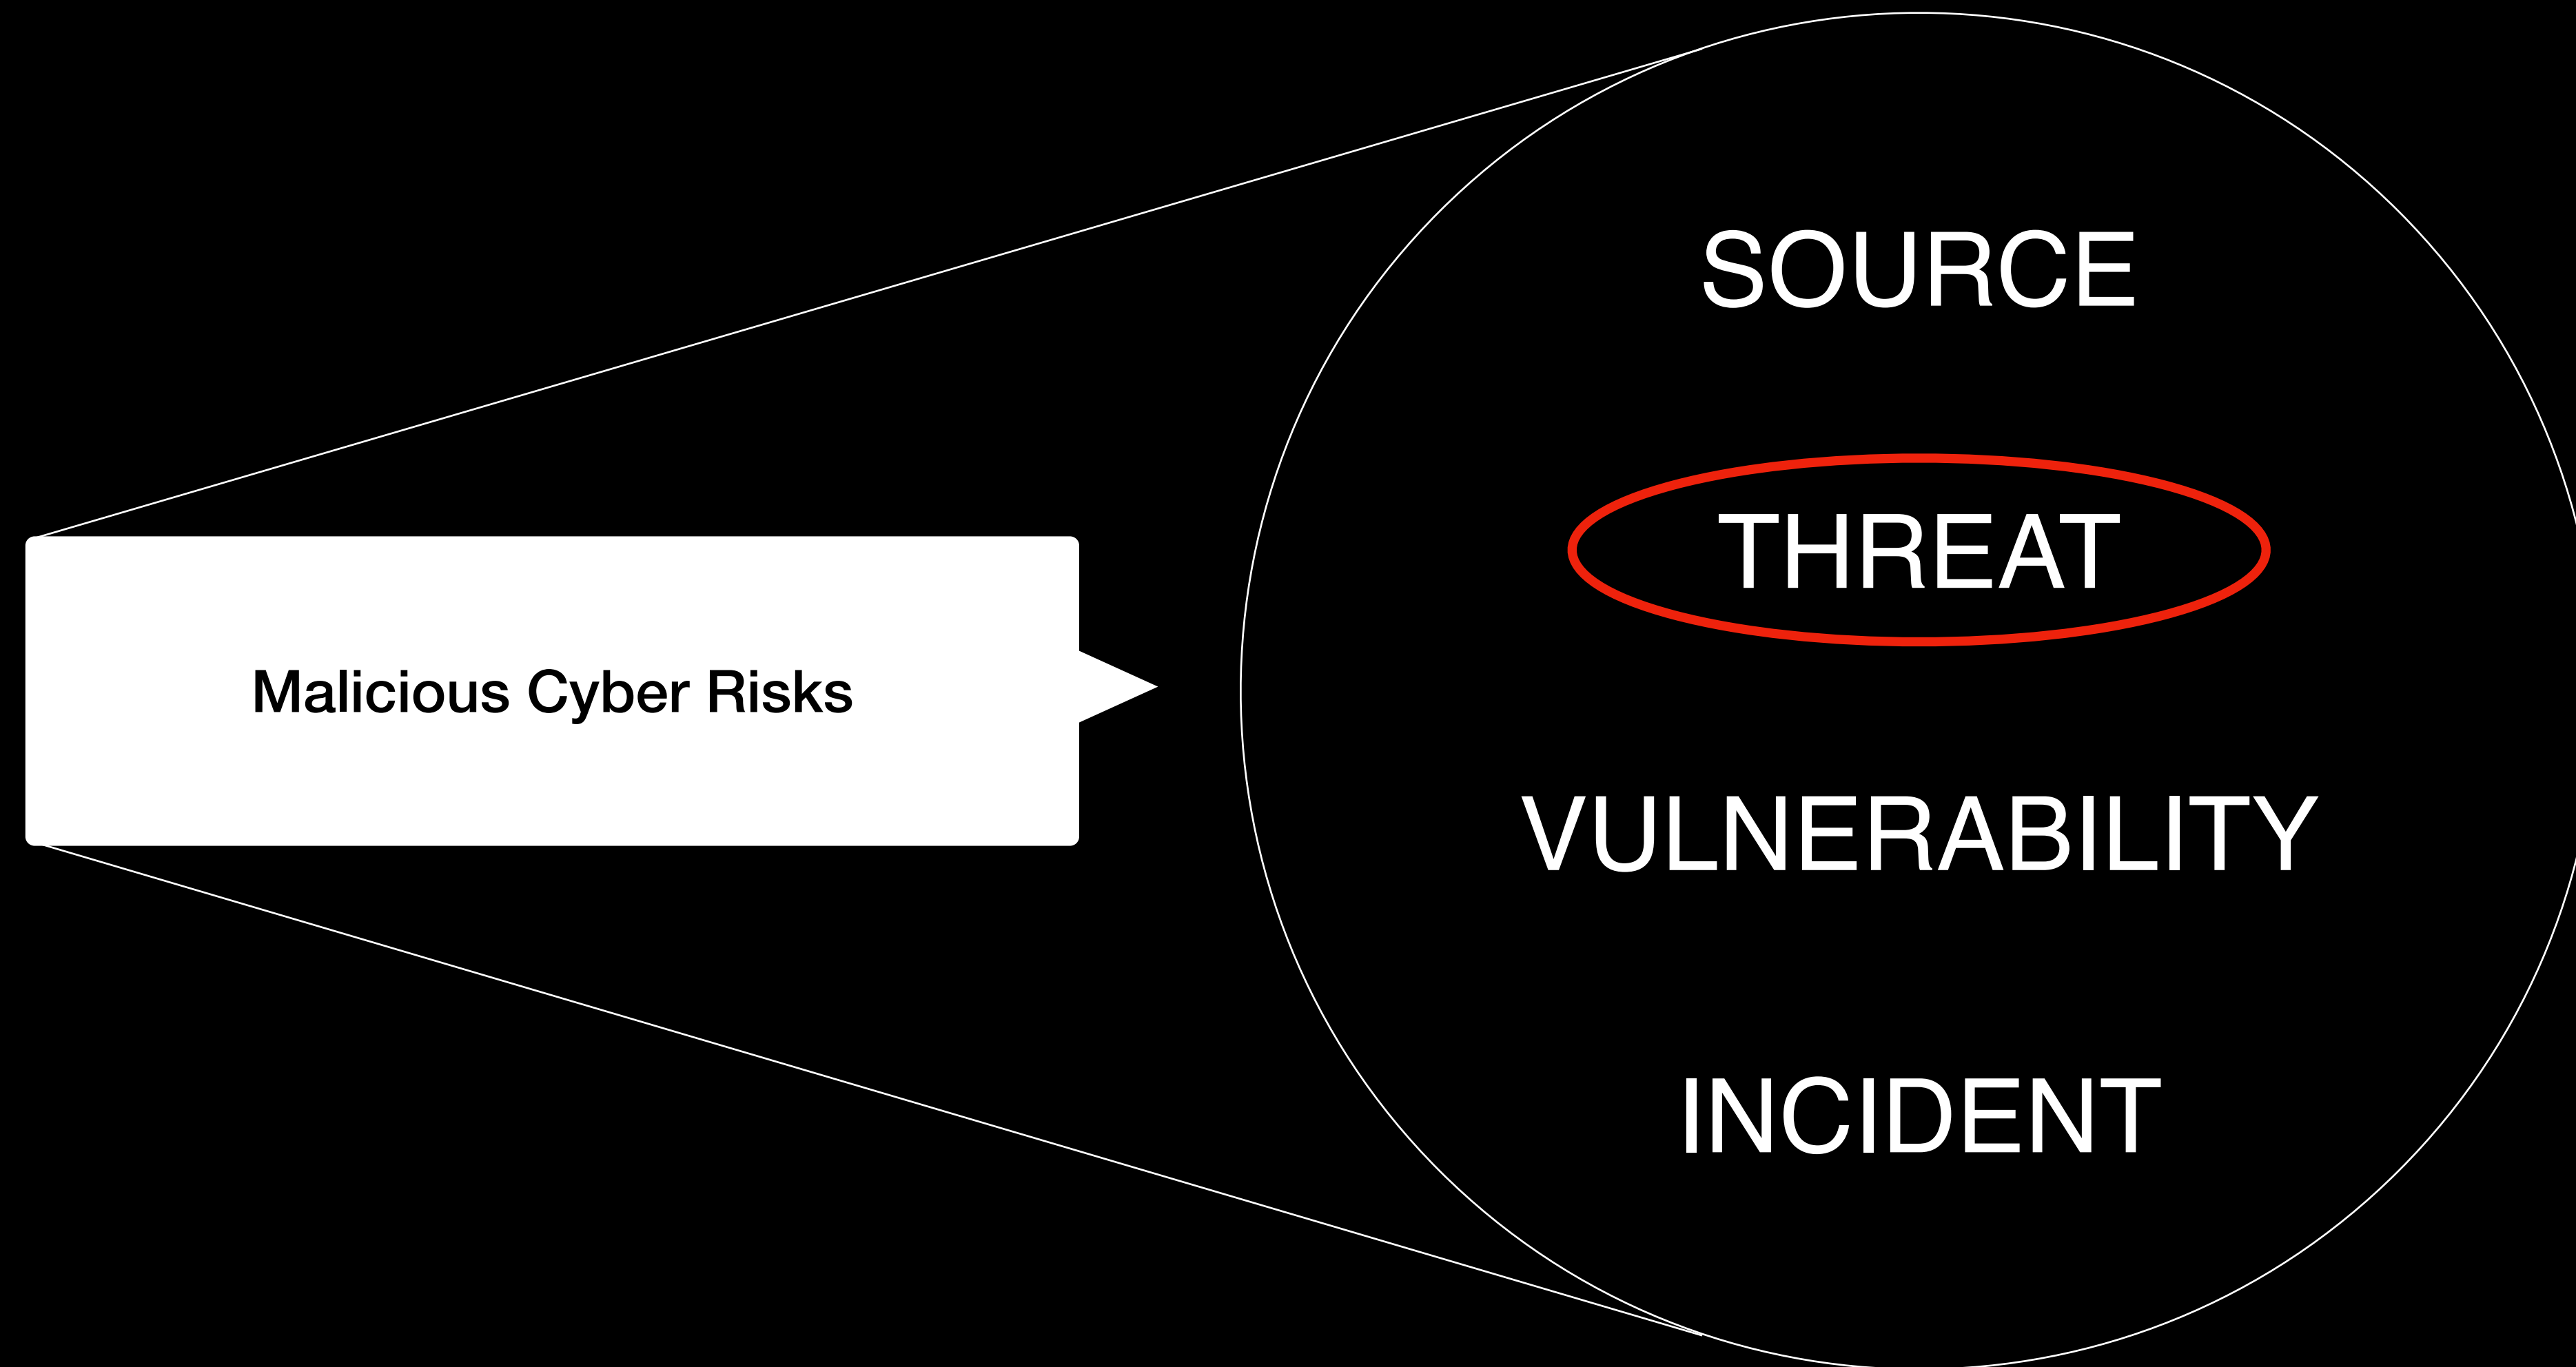 Malicious Cyber Risks
SOURCE
THREAT
VULNERABILITY
INCIDENT